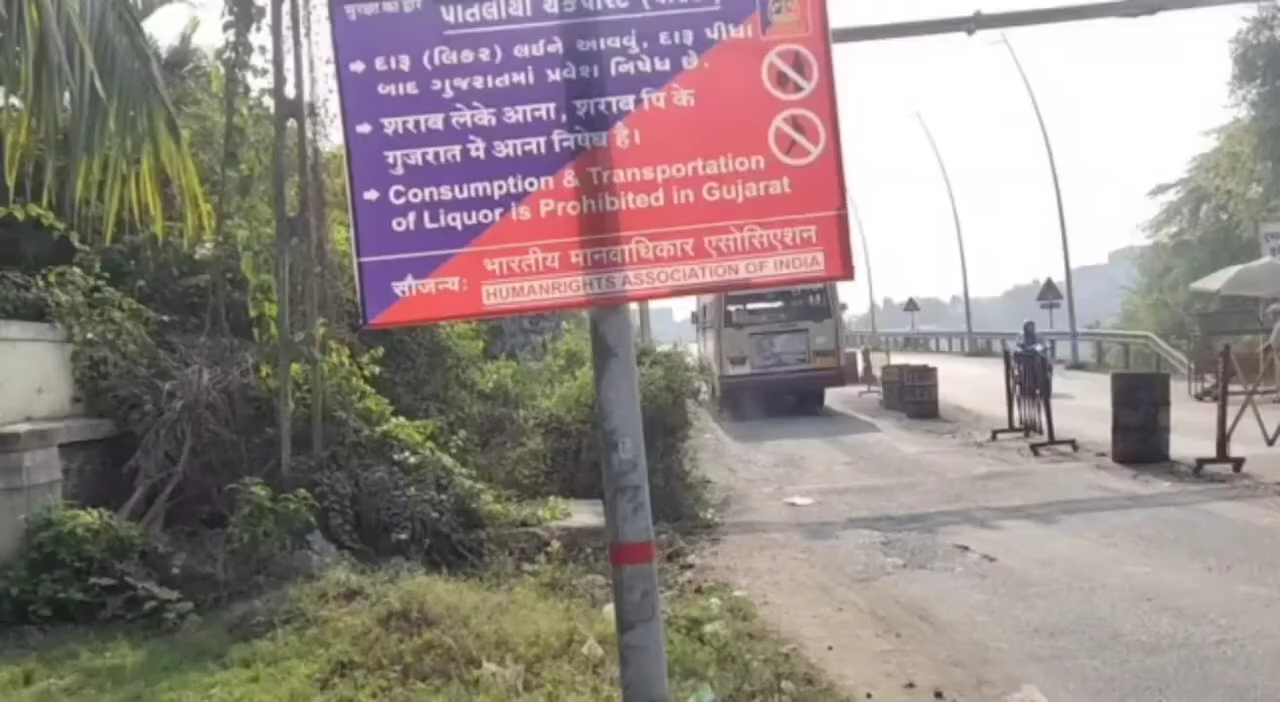 सुरक्षा का द्वार
પાતલીયા ચેકપોસ્ટ
દારૂ (લિકર) લઈને આવવું, દારૂ પીધા
બાદ ગુજરાતમાં પ્રવેશ નિષેધ છે.
शराब लेके आना, शराब पि के
गुजरात में आना निषेध है।
Consumption & Transportation
of Liquor is Prohibited in Gujarat
सौजन्य: भारतीय मानवाधिकार एसोसिएशन
HUMANRIGHTS ASSOCIATION OF INDIA